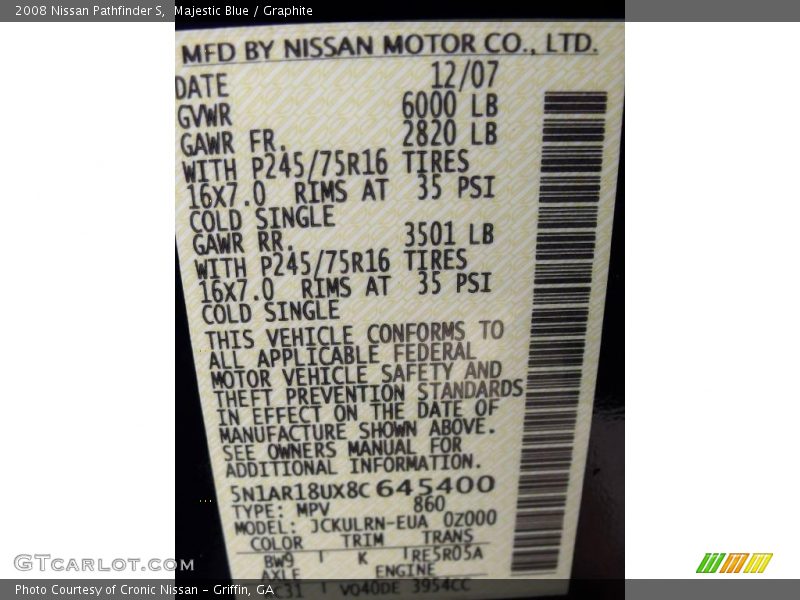 2008 Nissan Pathfinder S, Majestic Blue / Graphite
MFD BY NISSAN MOTOR CO., LTD.
DATE 12/07
GVWR 6000 LB
GAWR FR. 2820 LB
WITH P245/75R16 TIRES
16X7.0 RIMS AT 35 PSI
COLD SINGLE
GAWR RR. 3501 LB
WITH P245/75R16 TIRES
16X7.0 RIMS AT 35 PSI
COLD SINGLE
THIS VEHICLE CONFORMS TO
ALL APPLICABLE FEDERAL
MOTOR VEHICLE SAFETY AND
THEFT PREVENTION STANDARDS
IN EFFECT ON THE DATE OF
MANUFACTURE SHOWN ABOVE.
SEE OWNERS MANUAL FOR
ADDITIONAL INFORMATION.
5N1AR18UX8C645400
TYPE: MPV 860
MODEL: JCKULRN-EUA 0Z000
COLOR TRIM TRANS
BW9 K RE5R05A
AXLE ENGINE
VQ40DE 3954CC
GTCarLot.com
Photo Courtesy of Cronic Nissan - Griffin, GA